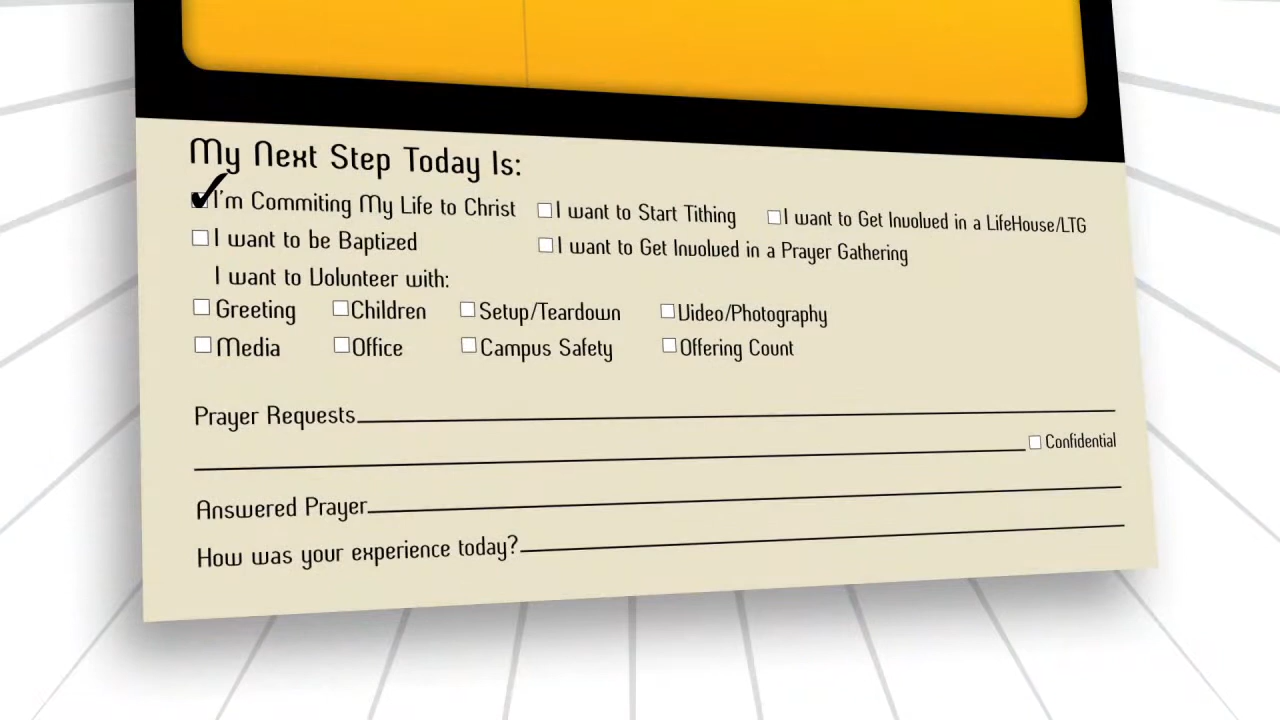 My Next Step Today Is:
I'm Commiting My Life to Christ I want to Start Tithing I want to Get Involved in a LifeHouse/LTG
I want to be Baptized I want to Get Involved in a Prayer Gathering
I want to Volunteer with:
Greeting Children Setup/Teardown Video/Photography
Media Office Campus Safety Offering Count
Prayer Requests
Confidential
Answered Prayer
How was your experience today?